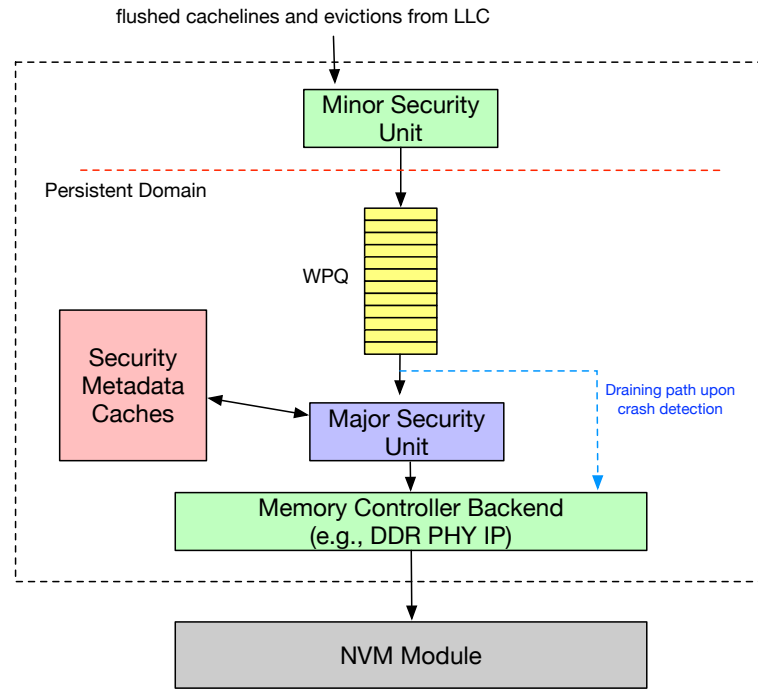 flushed cachelines and evictions from LLC
Minor Security
Unit
Persistent Domain
WPQ
Security
Metadata
Caches
Draining path upon
crash detection
Major Security
Unit
Memory Controller Backend
(e.g., DDR PHY IP)
NVM Module